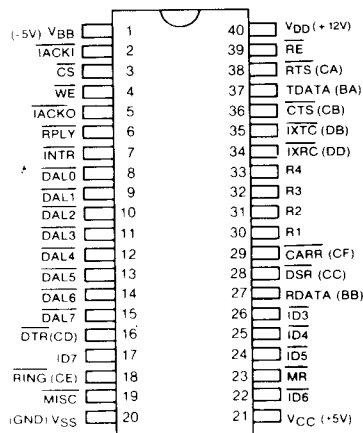 (-5V) VBB 1 40 VDD (+12V)
IACKI 2 39 RE
CS 3 38 RTS (CA)
WE 4 37 TDATA (BA)
IACKO 5 36 CTS (CB)
RPLY 6 35 IXTC (DB)
INTR 7 34 IXRC (DD)
DAL0 8 33 R4
DAL1 9 32 R3
DAL2 10 31 R2
DAL3 11 30 R1
DAL4 12 29 CARR (CF)
DAL5 13 28 DSR (CC)
DAL6 14 27 RDATA (BB)
DAL7 15 26 ID3
DTR (CD) 16 25 ID4
ID7 17 24 ID5
RING (CE) 18 23 MR
MISC 19 22 ID6
(GND) VSS 20 21 VCC (+5V)